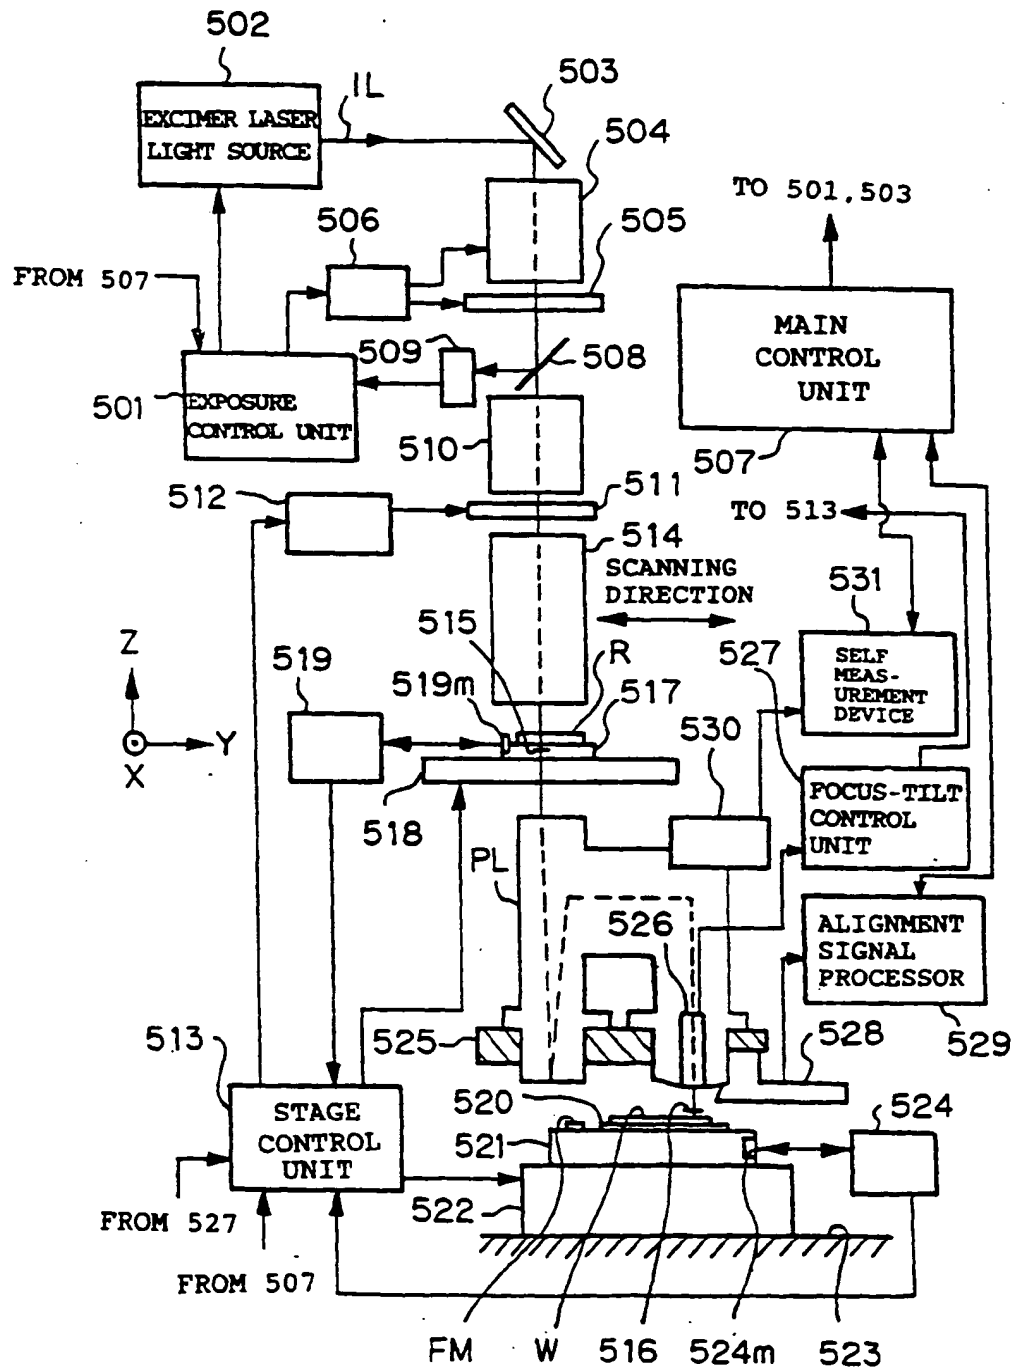 502
IL
503
EXCIMER LASER
LIGHT SOURCE
504
TO 501,503
506
505
FROM 507
MAIN
CONTROL
UNIT
509
508
501
EXPOSURE
CONTROL UNIT
510
507
512
511
TO 513
514
SCANNING
DIRECTION
531
Z
515
R
527
SELF
MEAS-
UREMENT
DEVICE
519
519m
517
Y
X
530
518
FOCUS-TILT
CONTROL
UNIT
PL
526
ALIGNMENT
SIGNAL
PROCESSOR
513
525
528
529
STAGE
CONTROL
UNIT
520
524
521
522
FROM 527
FROM 507
FM
W
516
524m
523